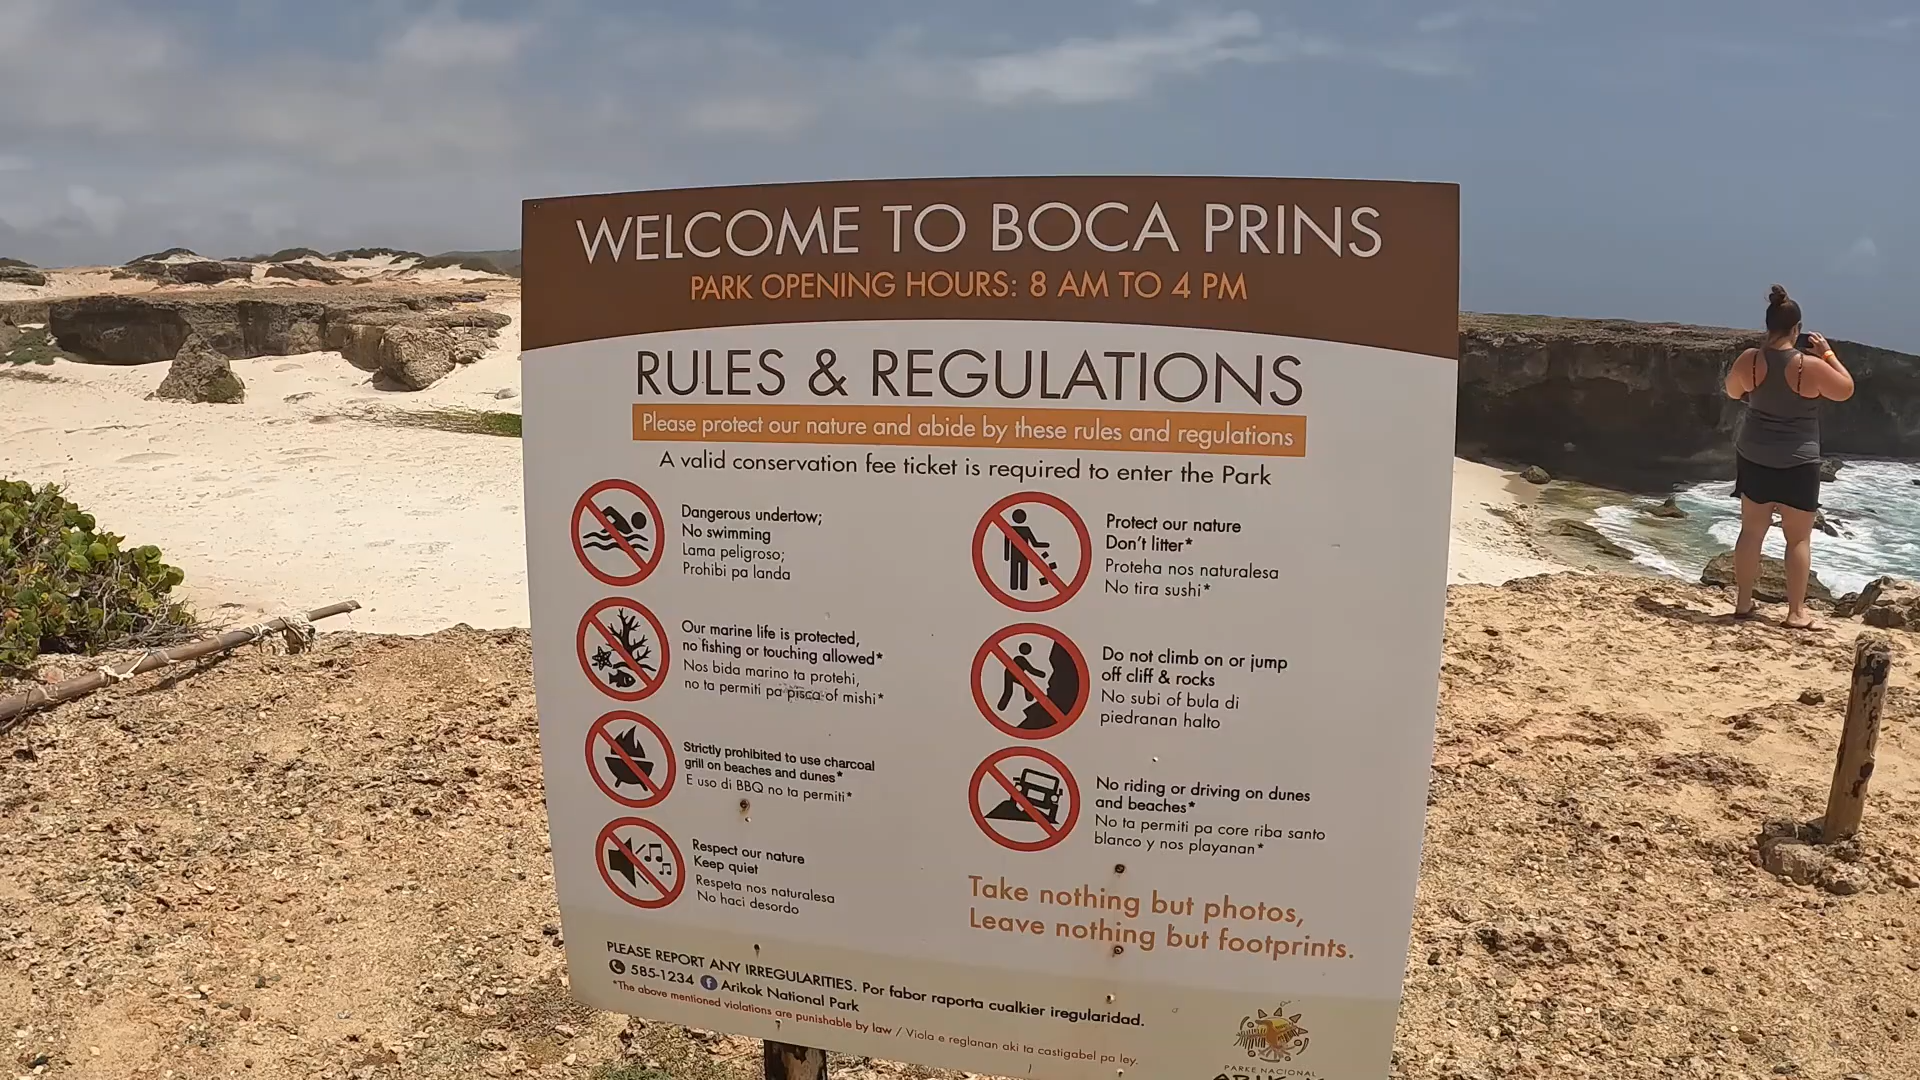 WELCOME TO BOCA PRINS
PARK OPENING HOURS: 8 AM TO 4 PM
RULES & REGULATIONS
Please protect our nature and abide by these rules and regulations
A valid conservation fee ticket is required to enter the Park
Dangerous undertow;
No swimming
Lama peligroso;
Prohibi pa landa
Our marine life is protected,
no fishing or touching allowed*
Nos bida marino ta protehi,
no ta permiti pa pisca of mishi*
Strictly prohibited to use charcoal
grill on beaches and dunes*
E uso di BBQ no ta permiti*
Respect our nature
Keep quiet
Respeta nos naturalesa
No haci desordo
Protect our nature
Don't litter*
Proteha nos naturalesa
No tira sushi*
Do not climb on or jump
off cliff & rocks
No subi of bula di
piedranan halto
No riding or driving on dunes
and beaches*
No ta permiti pa core riba santo
blanco y nos playanan*
Take nothing but photos,
Leave nothing but footprints.
PLEASE REPORT ANY IRREGULARITIES. Por fabor raporta cualkier iregularidad.
585-1234 f Arikok National Park
*The above mentioned violations are punishable by law / Viola e reglanan aki ta castigabel pa ley.
PARKE NACIONAL